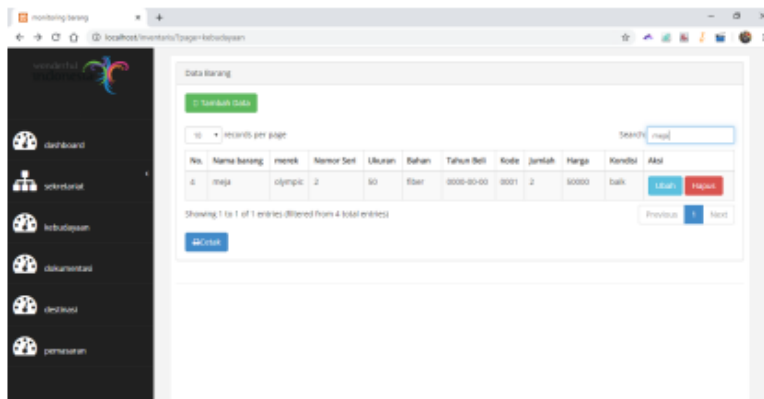 monitoring barang
localhost/inventaris/?page=kebudayaan
wonderful
indonesia
dashboard
sekretariat
kebudayaan
dokumentasi
destinasi
pemasaran
Data Barang
Tambah Data
10 records per page
Search: meja
No. Nama barang merek Nomor Seri Ukuran Bahan Tahun Beli Kode Jumlah Harga Kondisi Aksi
4 meja olympic 2 50 fiber 0000-00-00 0001 2 50000 baik Ubah Hapus
Showing 1 to 1 of 1 entries (filtered from 4 total entries)
Previous 1 Next
Cetak